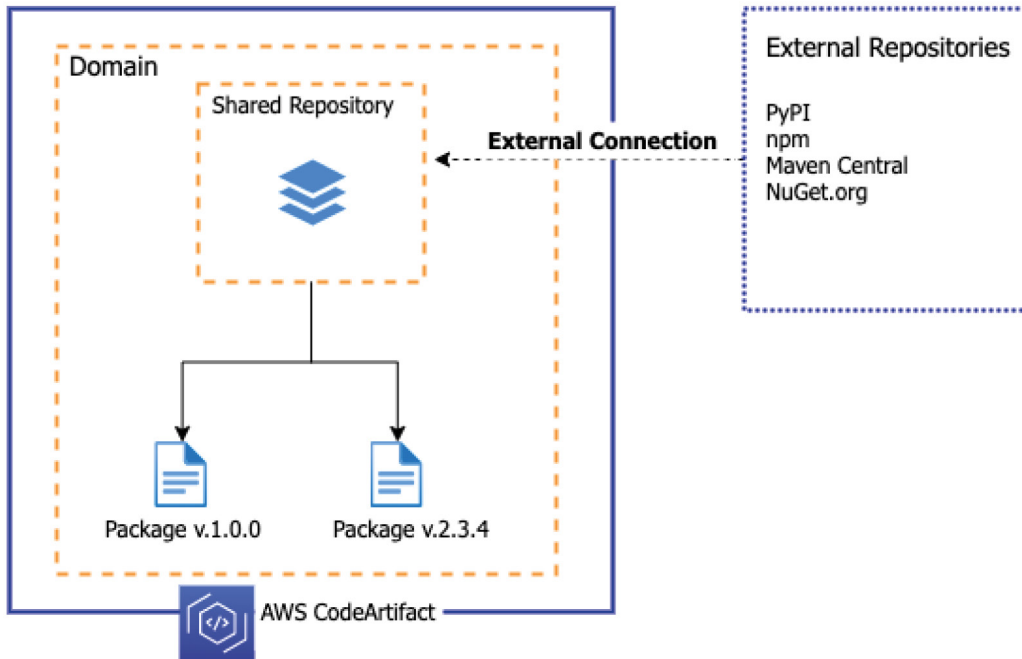 Domain
Shared Repository
External Connection
External Repositories
PyPI
npm
Maven Central
NuGet.org
Package v.1.0.0
Package v.2.3.4
</>
AWS CodeArtifact